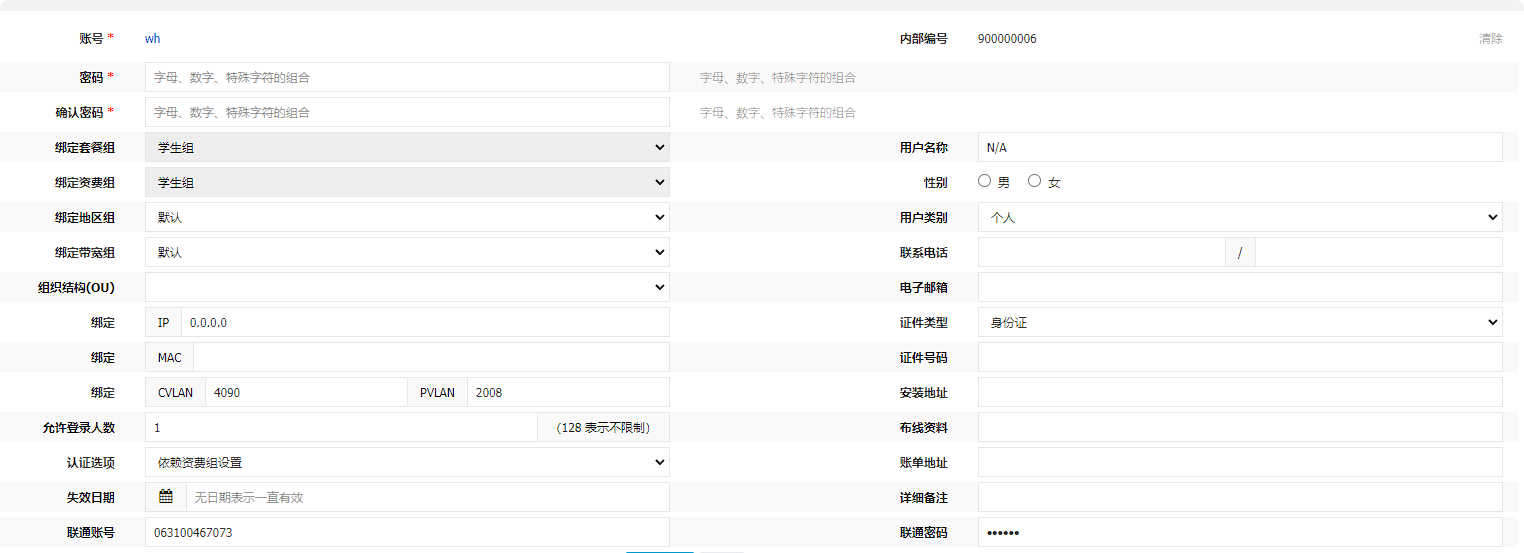 账号 * wh 内部编号 900000006 清除
密码 * 字母、数字、特殊字符的组合 字母、数字、特殊字符的组合
确认密码 * 字母、数字、特殊字符的组合 字母、数字、特殊字符的组合
绑定套餐组 学生组 用户名称 N/A
绑定资费组 学生组 性别 男 女
绑定地区组 默认 用户类别 个人
绑定带宽组 默认 联系电话 /
组织结构(OU) 电子邮箱
绑定 IP 0.0.0.0 证件类型 身份证
绑定 MAC 证件号码
绑定 CVLAN 4090 PVLAN 2008 安装地址
允许登录人数 1 (128 表示不限制) 布线资料
认证选项 依赖资费组设置 账单地址
失效日期 无日期表示一直有效 详细备注
联通账号 063100467073 联通密码 ••••••